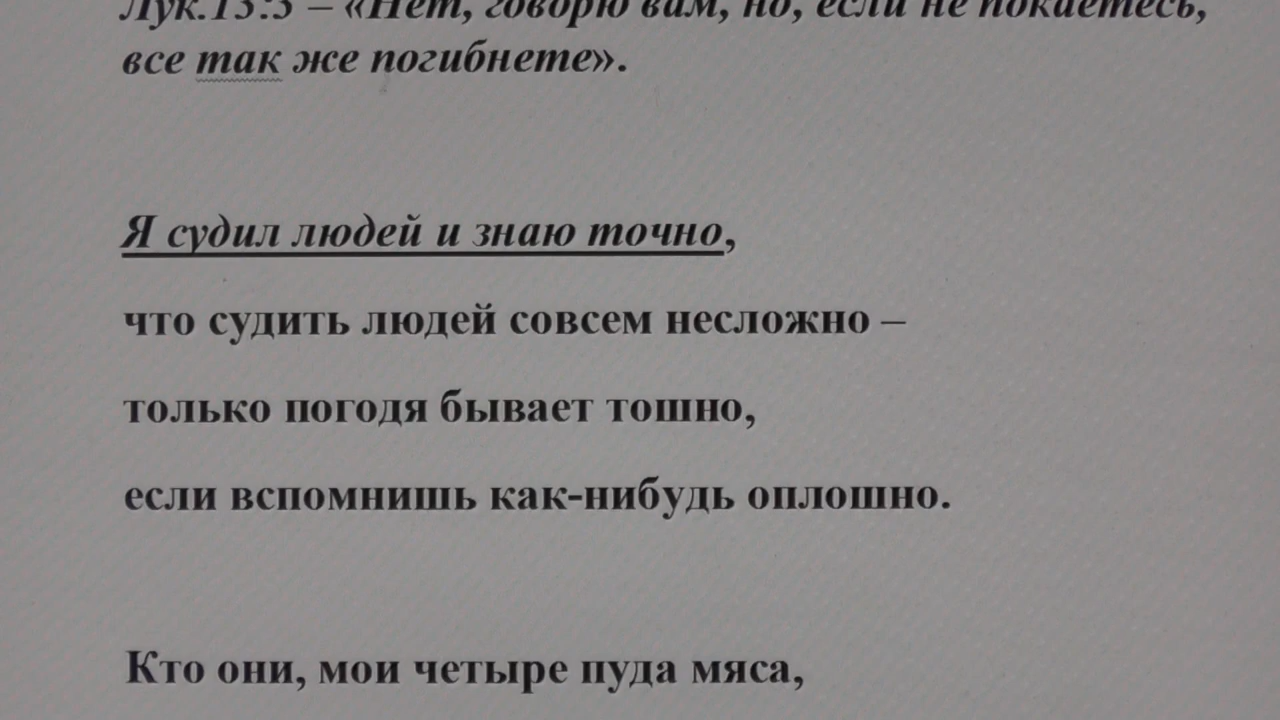 Лук.13:3 – «Нет, говорю вам, но, если не покаетесь,
все так же погибнете».
Я судил людей и знаю точно,
что судить людей совсем несложно –
только погодя бывает тошно,
если вспомнишь как-нибудь оплошно.
Кто они, мои четыре пуда мяса,